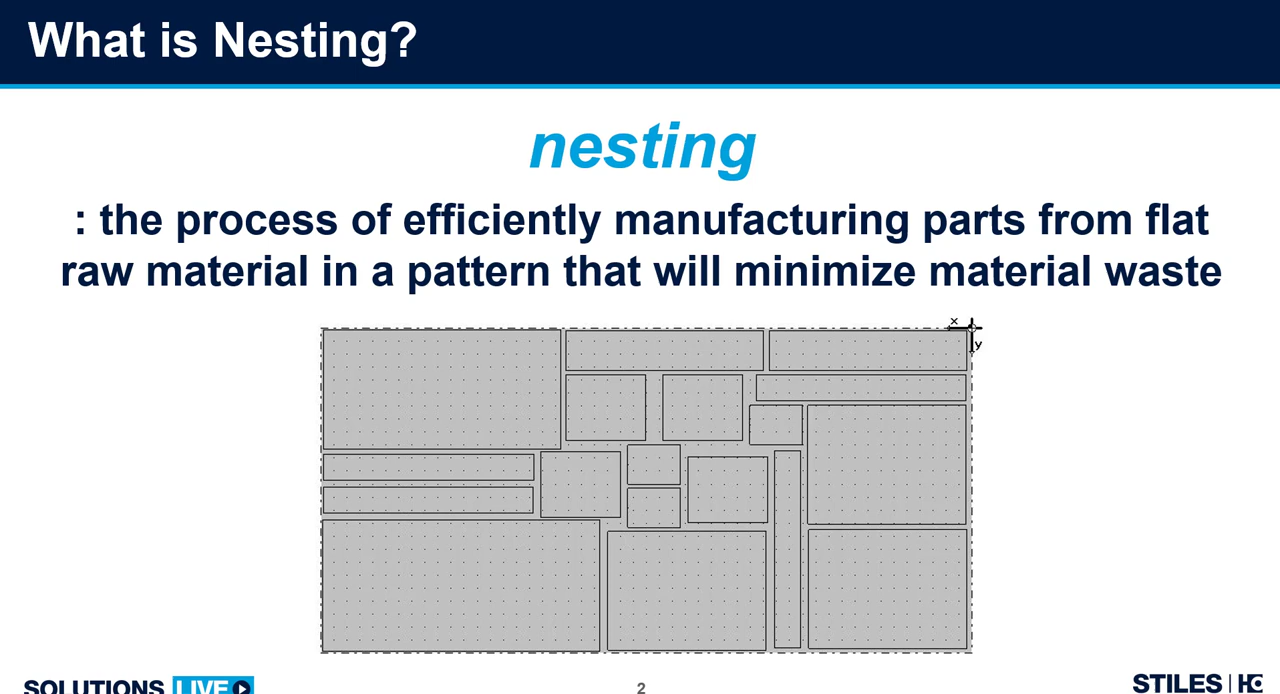 What is Nesting?
nesting
: the process of efficiently manufacturing parts from flat
raw material in a pattern that will minimize material waste
x
y
SOLUTIONS LIVE
2
STILES | HC